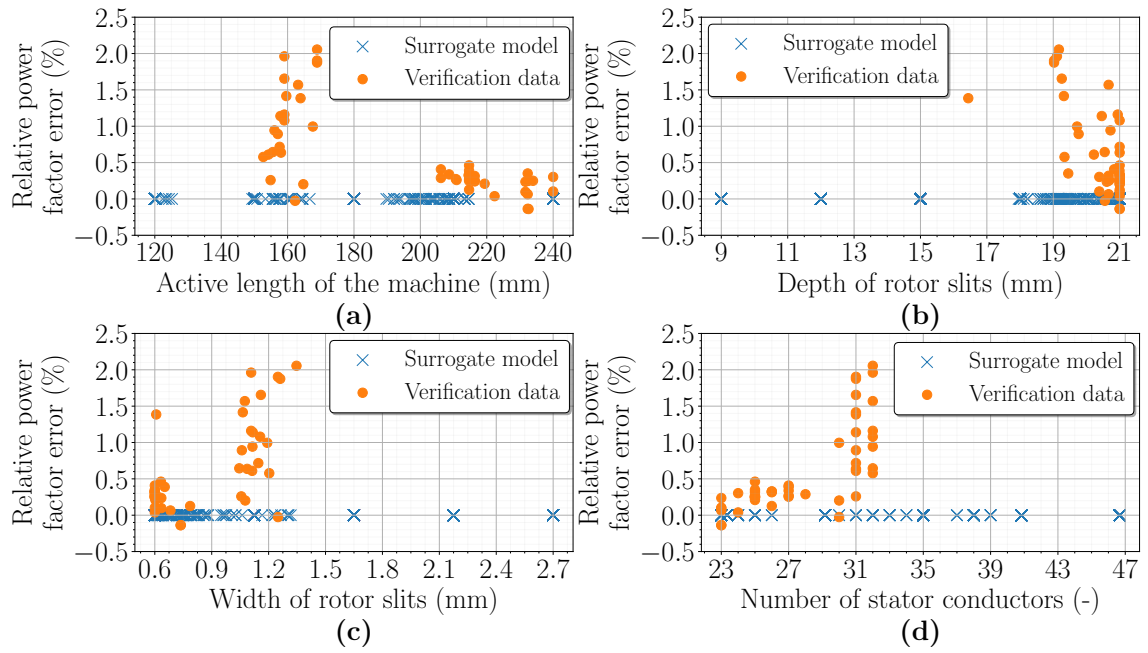 2.5
2.0
1.5
1.0
0.5
0.0
−0.5
Relative power
factor error (%)
Surrogate model
Verification data
120 140 160 180 200 220 240
Active length of the machine (mm)
(a)
2.5
2.0
1.5
1.0
0.5
0.0
−0.5
Relative power
factor error (%)
Surrogate model
Verification data
9 11 13 15 17 19 21
Depth of rotor slits (mm)
(b)
2.5
2.0
1.5
1.0
0.5
0.0
−0.5
Relative power
factor error (%)
Surrogate model
Verification data
0.6 0.9 1.2 1.5 1.8 2.1 2.4 2.7
Width of rotor slits (mm)
(c)
2.5
2.0
1.5
1.0
0.5
0.0
−0.5
Relative power
factor error (%)
Surrogate model
Verification data
23 27 31 35 39 43 47
Number of stator conductors (-)
(d)